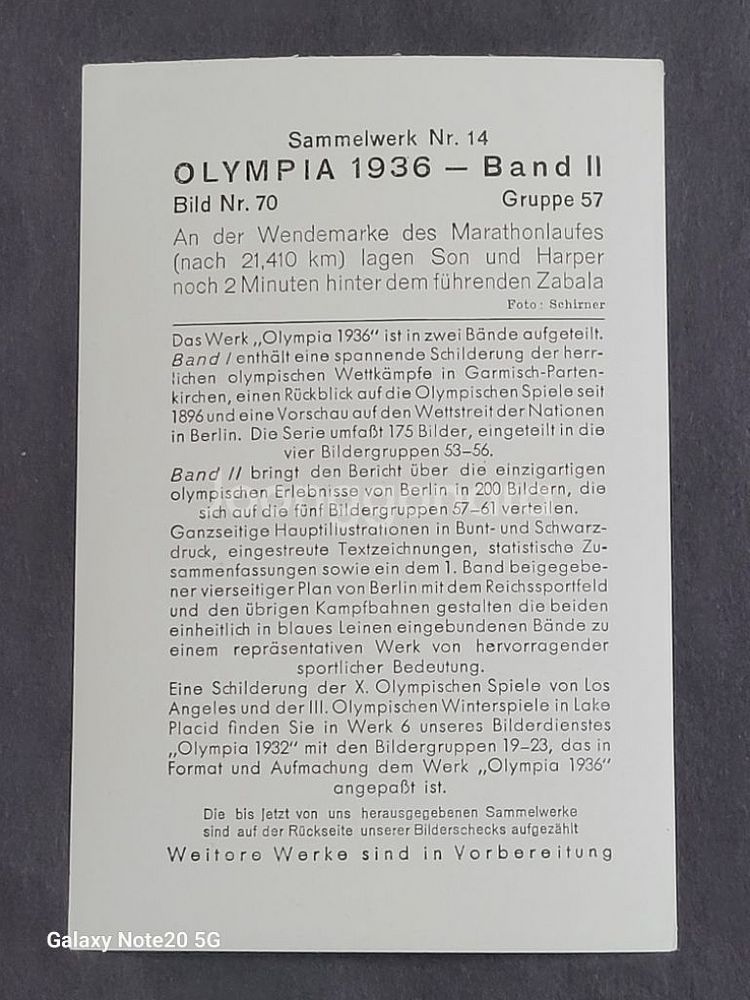 Sammelwerk Nr. 14
OLYMPIA 1936 — Band II
Bild Nr. 70 Gruppe 57
An der Wendemarke des Marathonlaufes
(nach 21,410 km) lagen Son und Harper
noch 2 Minuten hinter dem führenden Zabala
Foto: Schirner
Das Werk „Olympia 1936“ ist in zwei Bände aufgeteilt.
Band I enthält eine spannende Schilderung der herr-
lichen olympischen Wettkämpfe in Garmisch-Parten-
kirchen, einen Rückblick auf die Olympischen Spiele seit
1896 und eine Vorschau auf den Wettstreit der Nationen
in Berlin. Die Serie umfaßt 175 Bilder, eingeteilt in die
vier Bildergruppen 53–56.
Band II bringt den Bericht über die einzigartigen
olympischen Erlebnisse von Berlin in 200 Bildern, die
sich auf die fünf Bildergruppen 57–61 verteilen.
Ganzseitige Hauptillustrationen in Bunt- und Schwarz-
druck, eingestreute Textzeichnungen, statistische Zu-
sammenfassungen sowie ein dem 1. Band beigegebe-
ner vierseitiger Plan von Berlin mit dem Reichssportfeld
und den übrigen Kampfbahnen gestalten die beiden
einheitlich in blaues Leinen eingebundenen Bände zu
einem repräsentativen Werk von hervorragender
sportlicher Bedeutung.
Eine Schilderung der X. Olympischen Spiele von Los
Angeles und der III. Olympischen Winterspiele in Lake
Placid finden Sie in Werk 6 unseres Bilderdienstes
„Olympia 1932“ mit den Bildergruppen 19–23, das in
Format und Aufmachung dem Werk „Olympia 1936“
angepaßt ist.
Die bis jetzt von uns herausgegebenen Sammelwerke
sind auf der Rückseite unserer Bilderschecks aufgezählt
Weitere Werke sind in Vorbereitung
Galaxy Note20 5G